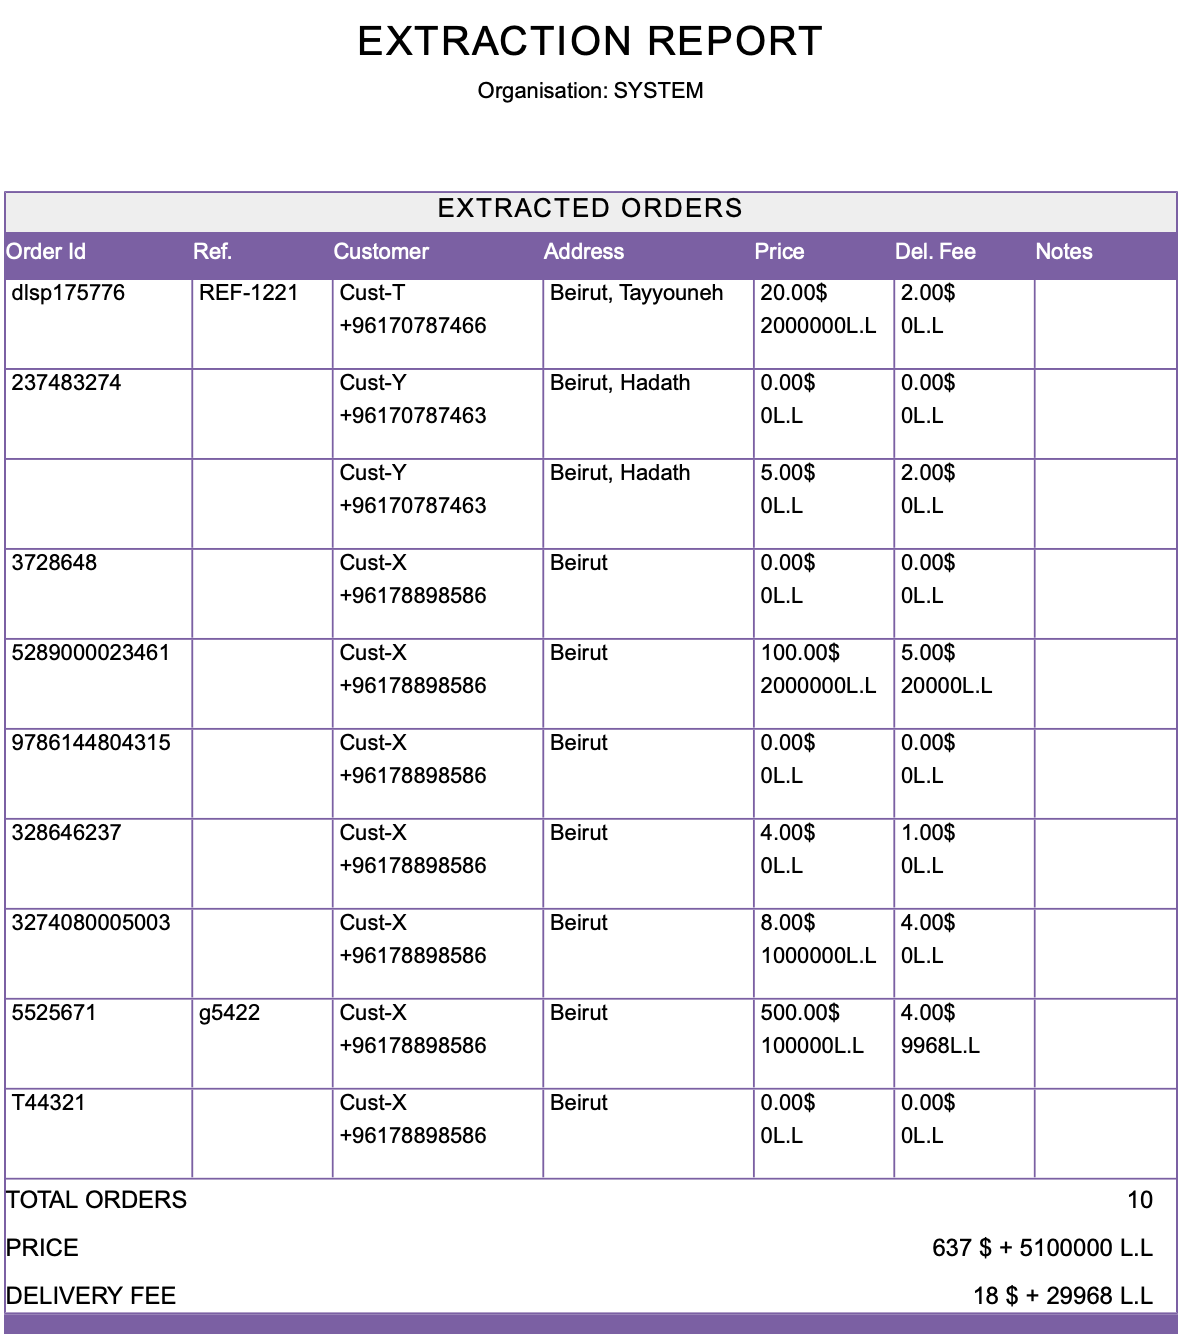 EXTRACTION REPORT
Organisation: SYSTEM
EXTRACTED ORDERS
Order Id Ref. Customer Address Price Del. Fee Notes
dlsp175776 REF-1221 Cust-T Beirut, Tayyouneh 20.00$ 2.00$
+96170787466 2000000L.L 0L.L
237483274 Cust-Y Beirut, Hadath 0.00$ 0.00$
+96170787463 0L.L 0L.L
Cust-Y Beirut, Hadath 5.00$ 2.00$
+96170787463 0L.L 0L.L
3728648 Cust-X Beirut 0.00$ 0.00$
+96178898586 0L.L 0L.L
5289000023461 Cust-X Beirut 100.00$ 5.00$
+96178898586 2000000L.L 20000L.L
9786144804315 Cust-X Beirut 0.00$ 0.00$
+96178898586 0L.L 0L.L
328646237 Cust-X Beirut 4.00$ 1.00$
+96178898586 0L.L 0L.L
3274080005003 Cust-X Beirut 8.00$ 4.00$
+96178898586 1000000L.L 0L.L
5525671 g5422 Cust-X Beirut 500.00$ 4.00$
+96178898586 100000L.L 9968L.L
T44321 Cust-X Beirut 0.00$ 0.00$
+96178898586 0L.L 0L.L
TOTAL ORDERS 10
PRICE 637 $ + 5100000 L.L
DELIVERY FEE 18 $ + 29968 L.L